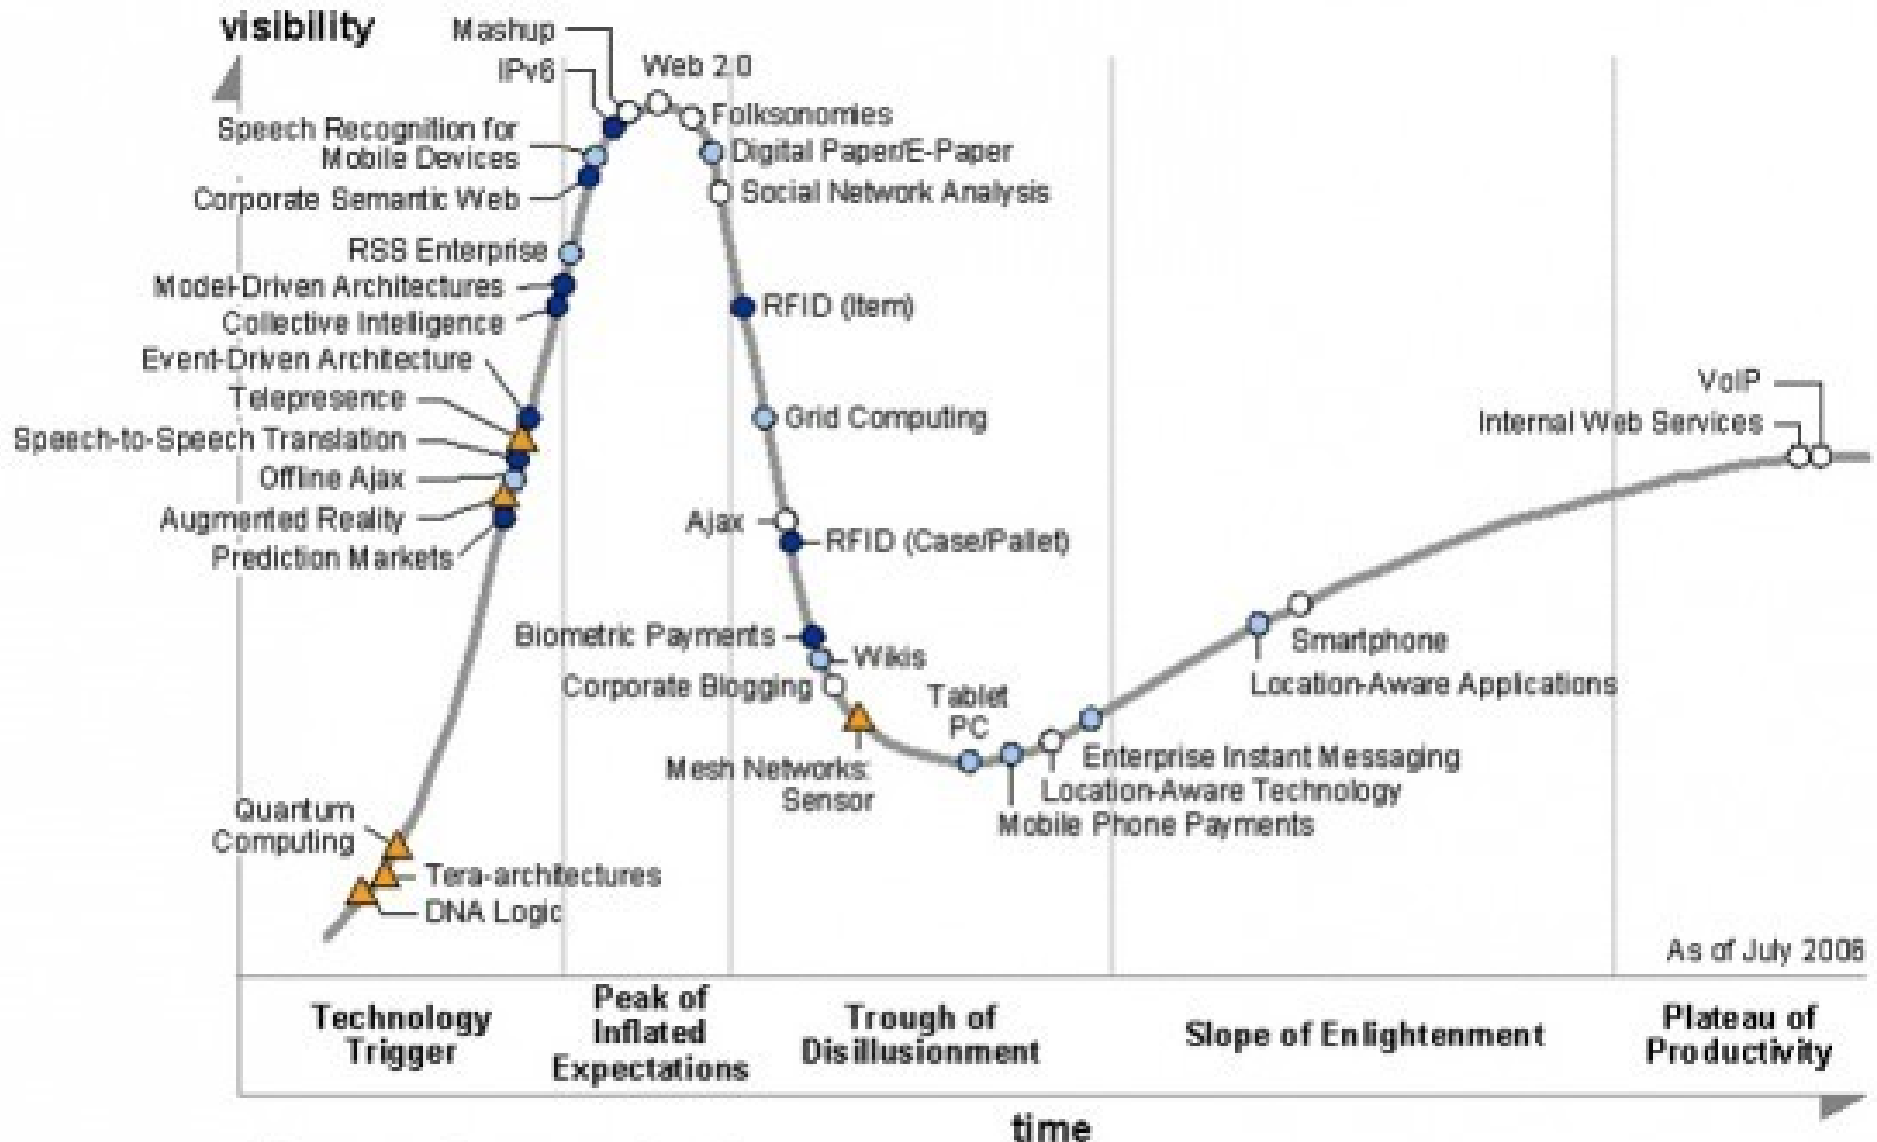 visibility
Mashup
IPv6
Web 2.0
Speech Recognition for
Mobile Devices
Corporate Semantic Web
Folksonomies
Digital Paper/E-Paper
Social Network Analysis
RSS Enterprise
Model-Driven Architectures
Collective Intelligence
RFID (Item)
Event-Driven Architecture
Telepresence
Speech-to-Speech Translation
Offline Ajax
Augmented Reality
Prediction Markets
Grid Computing
VoIP
Internal Web Services
Ajax
RFID (Case/Pallet)
Biometric Payments
Wikis
Corporate Blogging
Tablet
PC
Smartphone
Location-Aware Applications
Mesh Networks:
Sensor
Enterprise Instant Messaging
Location-Aware Technology
Mobile Phone Payments
Quantum
Computing
Tera-architectures
DNA Logic
As of July 2006
Technology
Trigger
Peak of
Inflated
Expectations
Trough of
Disillusionment
Slope of Enlightenment
Plateau of
Productivity
time